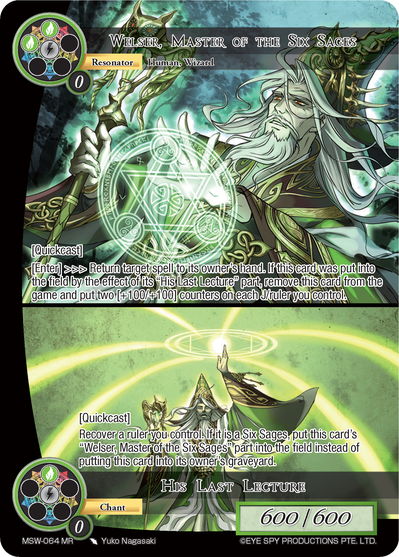 Welser, Master of the Six Sages
Resonator
Human, Wizard
0
[Quickcast]
[Enter] >>> Return target spell to its owner's hand. If this card was put into
the field by the effect of its "His Last Lecture" part, remove this card from the
game and put two [+100/+100] counters on each J/ruler you control.
[Quickcast]
Recover a ruler you control. If it is a Six Sages, put this card's
"Welser, Master of the Six Sages" part into the field instead of
putting this card into its owner's graveyard.
His Last Lecture
0
Chant
600/600
MSW-064 MR
Yuko Nagasaki
©EYE SPY PRODUCTIONS PTE. LTD.